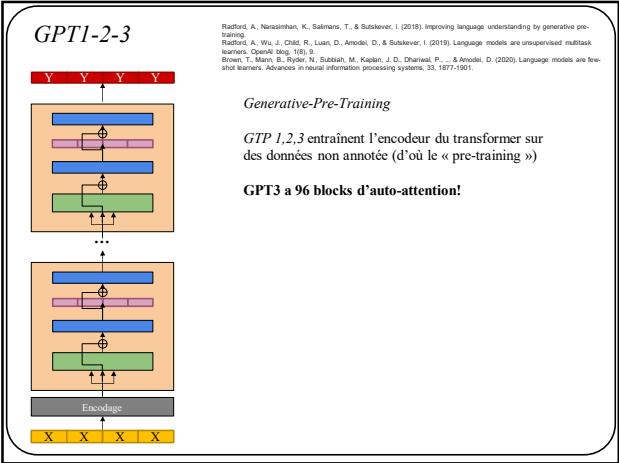 GPT1-2-3
Radford, A., Narasimhan, K., Salimans, T., & Sutskever, I. (2018). Improving language understanding by generative pre-
training.
Radford, A., Wu, J., Child, R., Luan, D., Amodei, D., & Sutskever, I. (2019). Language models are unsupervised multitask
learners. OpenAI blog, 1(8), 9.
Brown, T., Mann, B., Ryder, N., Subbiah, M., Kaplan, J. D., Dhariwal, P., ... & Amodei, D. (2020). Language models are few-
shot learners. Advances in neural information processing systems, 33, 1877-1901.
Y Y Y Y
Generative-Pre-Training
GTP 1,2,3 entraînent l'encodeur du transformer sur
des données non annotée (d'où le « pre-training »)
GPT3 a 96 blocks d'auto-attention!
...
Encodage
X X X X